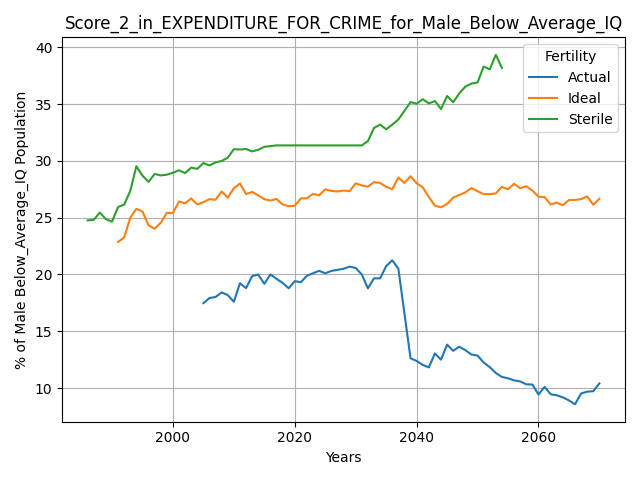 Score_2_in_EXPENDITURE_FOR_CRIME_for_Male_Below_Average_IQ
% of Male Below_Average_IQ Population
40
35
30
25
20
15
10
2000
2020
2040
2060
Years
Fertility
Actual
Ideal
Sterile